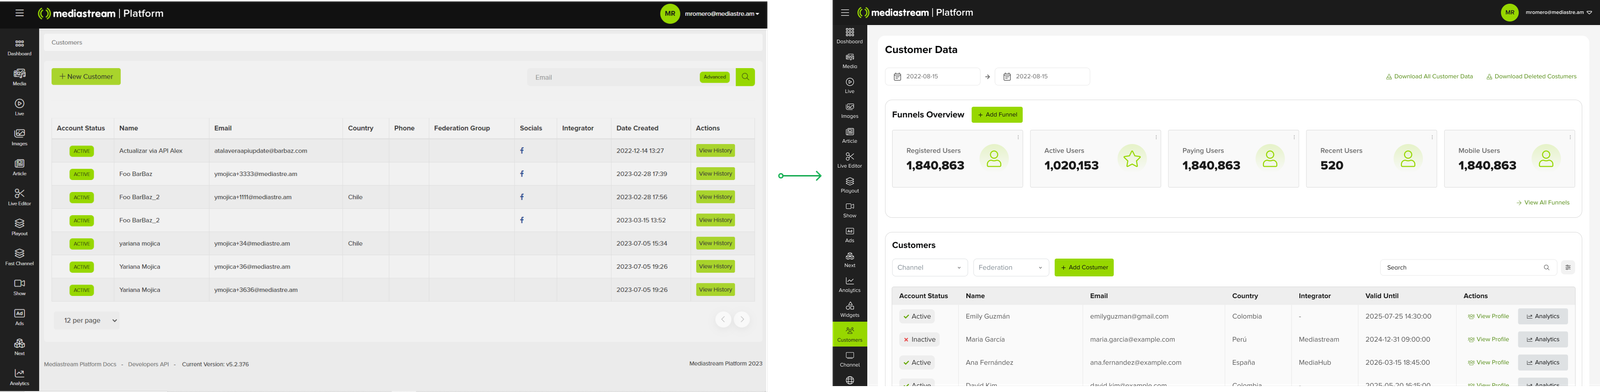 mediastream | Platform
MR mromero@mediastre.am
Dashboard
Media
Live
Images
Article
Live Editor
Playout
Fast Channel
Show
Ad
Ads
Next
Analytics
Customers
+ New Customer
Email
Advanced
Account Status Name Email Country Phone Federation Group Socials Integrator Date Created Actions
ACTIVE Actualizar via API Alex atalaveraapiupdate@barbaz.com f 2022-12-14 13:27 View History
ACTIVE Foo BarBaz ymojica+3333@mediastre.am f 2023-02-28 17:39 View History
ACTIVE Foo BarBaz_2 ymojica+1111@mediastre.am Chile f 2023-02-28 17:56 View History
ACTIVE Foo BarBaz_2 f 2023-03-15 13:52 View History
ACTIVE yariana mojica ymojica+34@mediastre.am Chile 2023-07-05 15:34 View History
ACTIVE Yariana Mojica ymojica+36@mediastre.am 2023-07-05 19:26 View History
ACTIVE Yariana Mojica ymojica+3636@mediastre.am 2023-07-05 19:26 View History
12 per page
Mediastream Platform Docs - Developers API - Current Version: v5.2.376
Mediastream Platform 2023
mediastream | Platform
MR mromero@mediastre.am
Dashboard
Media
Live
Images
Article
Live Editor
Playout
Show
Ads
Next
Analytics
Widgets
Customers
Channel
Customer Data
2022-08-15 → 2022-08-15
Download All Customer Data
Download Deleted Costumers
Funnels Overview
+ Add Funnel
Registered Users
1,840,863
Active Users
1,020,153
Paying Users
1,840,863
Recent Users
520
Mobile Users
1,840,863
→ View All Funnels
Customers
Channel
Federation
+ Add Costumer
Search
Account Status Name Email Country Integrator Valid Until Actions
Active Emily Guzmán emilyguzman@gmail.com Colombia - 2025-07-25 14:30:00 View Profile Analytics
Inactive Maria García maria.garcia@example.com Perú Mediastream 2024-12-31 09:00:00 View Profile Analytics
Active Ana Fernández ana.fernandez@example.com España MediaHub 2026-03-15 18:45:00 View Profile Analytics
Active David Kim david.kim@example.com Colombia 2025-05-20 16:15:00 View Profile Analytics